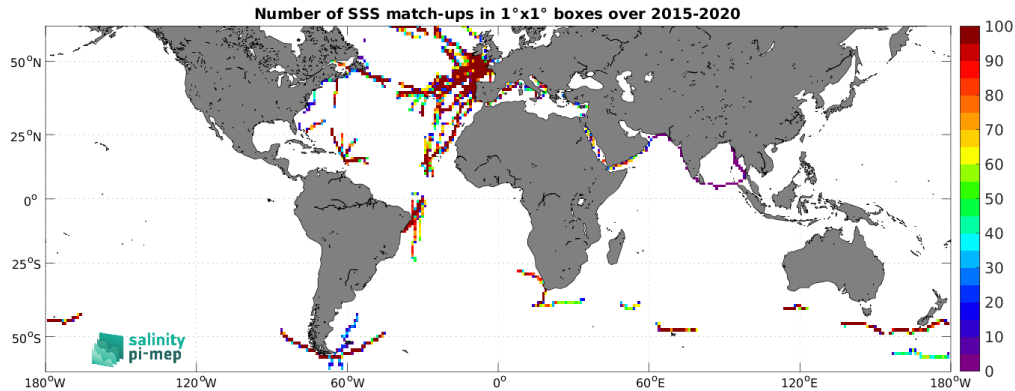 Number of SSS match-ups in 1°x1° boxes over 2015-2020
50°N
25°N
0°
25°S
50°S
180°W
120°W
60°W
0°
60°E
120°E
180°W
100
90
80
70
60
50
40
30
20
10
0
salinity
pi-mep